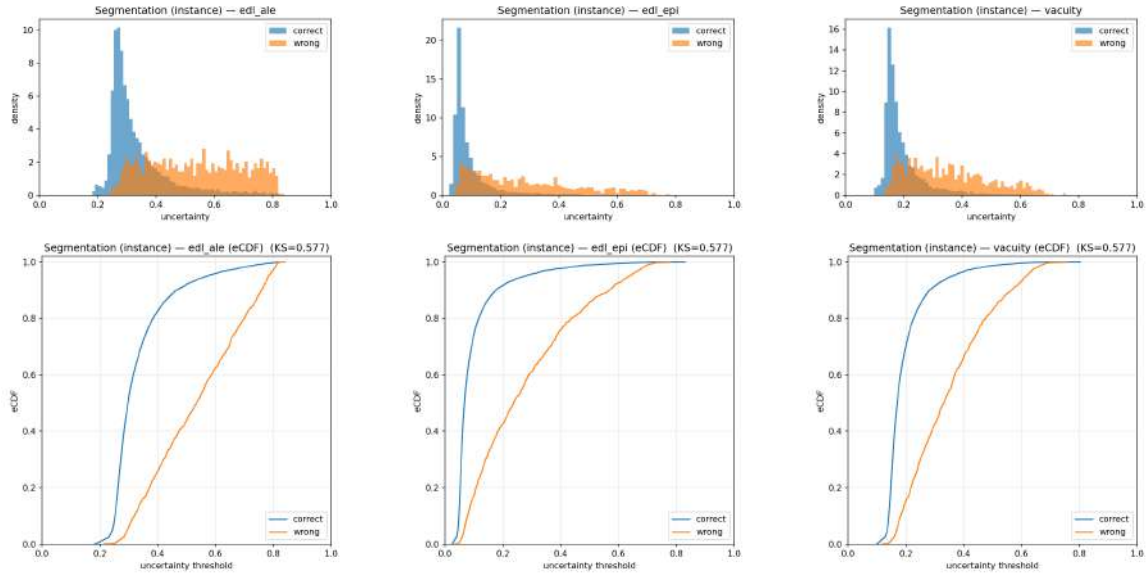 Segmentation (instance) — edl_ale
10
8
6
4
2
0
density
0.0 0.2 0.4 0.6 0.8 1.0
uncertainty
correct
wrong
Segmentation (instance) — edl_epi
20
15
10
5
0
density
0.0 0.2 0.4 0.6 0.8 1.0
uncertainty
correct
wrong
Segmentation (instance) — vacuity
16
14
12
10
8
6
4
2
0
density
0.0 0.2 0.4 0.6 0.8 1.0
uncertainty
correct
wrong
Segmentation (instance) — edl_ale (eCDF) (KS=0.577)
1.0
0.8
0.6
0.4
0.2
0.0
eCDF
0.0 0.2 0.4 0.6 0.8 1.0
uncertainty threshold
correct
wrong
Segmentation (instance) — edl_epi (eCDF) (KS=0.577)
1.0
0.8
0.6
0.4
0.2
0.0
eCDF
0.0 0.2 0.4 0.6 0.8 1.0
uncertainty threshold
correct
wrong
Segmentation (instance) — vacuity (eCDF) (KS=0.577)
1.0
0.8
0.6
0.4
0.2
0.0
eCDF
0.0 0.2 0.4 0.6 0.8 1.0
uncertainty threshold
correct
wrong